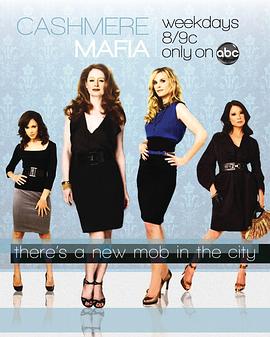 CASHMERE
MAFIA
weekdays
8/9c
only on abc
there's a new mob in the city